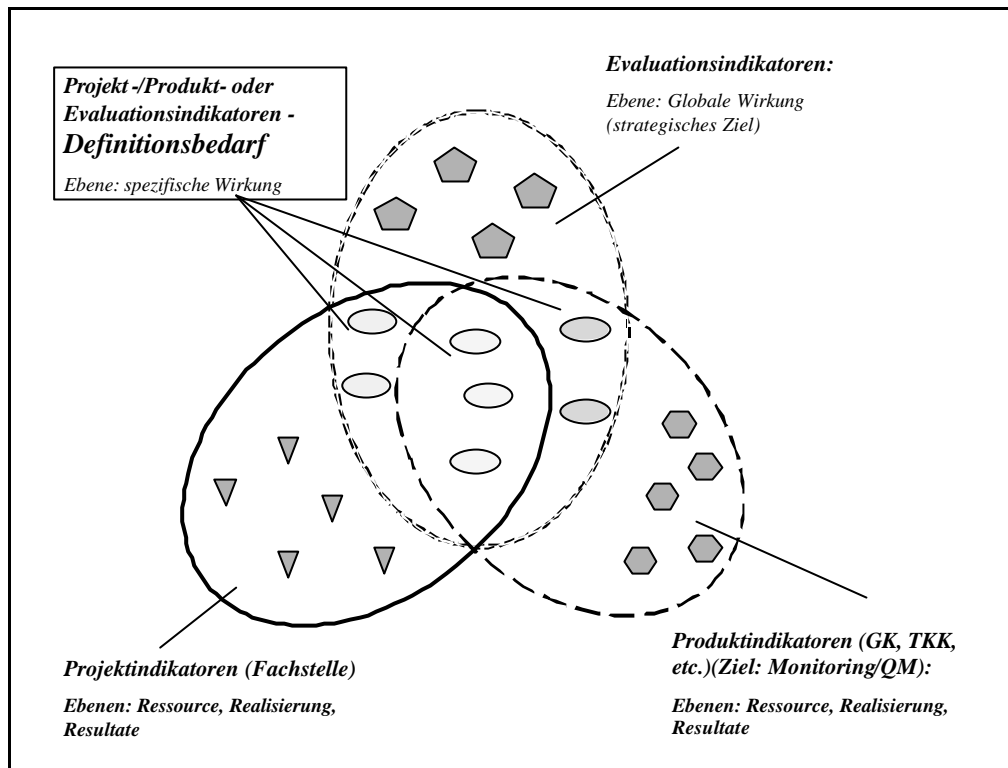 Projekt -/Produkt- oder
Evaluationsindikatoren -
Definitionsbedarf
Ebene: spezifische Wirkung
Evaluationsindikatoren:
Ebene: Globale Wirkung
(strategisches Ziel)
Projektindikatoren (Fachstelle)
Ebenen: Ressource, Realisierung,
Resultate
Produktindikatoren (GK, TKK,
etc.)(Ziel: Monitoring/QM):
Ebenen: Ressource, Realisierung,
Resultate